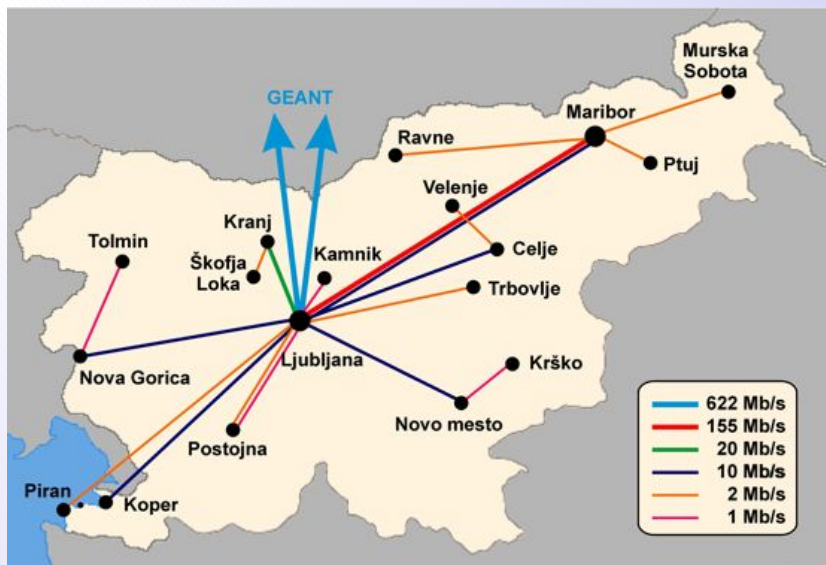 Murska
Sobota
GEANT
Maribor
Ravne
Ptuj
Velenje
Kranj
Tolmin
Kamnik
Celje
Škofja
Loka
Trbovlje
Ljubljana
Krško
Nova Gorica
Novo mesto
Postojna
Piran
Koper
622 Mb/s
155 Mb/s
20 Mb/s
10 Mb/s
2 Mb/s
1 Mb/s